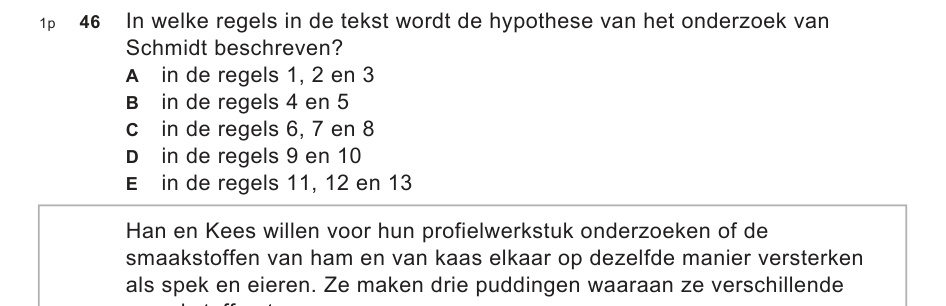 1p 46 In welke regels in de tekst wordt de hypothese van het onderzoek van
Schmidt beschreven?
A in de regels 1, 2 en 3
B in de regels 4 en 5
C in de regels 6, 7 en 8
D in de regels 9 en 10
E in de regels 11, 12 en 13
Han en Kees willen voor hun profielwerkstuk onderzoeken of de
smaakstoffen van ham en van kaas elkaar op dezelfde manier versterken
als spek en eieren. Ze maken drie puddingen waaraan ze verschillende